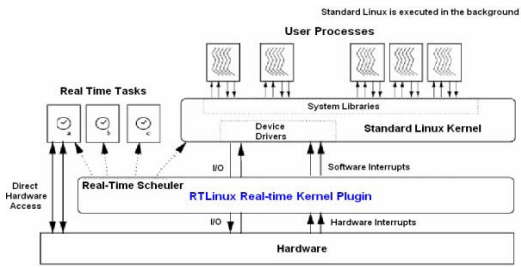 Standard Linux is executed in the background
User Processes
Real Time Tasks
System Libraries
a
b
c
Device
Drivers
Standard Linux Kernel
I/O
Software Interrupts
Direct
Hardware
Access
Real-Time Scheuler
RTLinux Real-time Kernel Plugin
I/O
Hardware Interrupts
Hardware